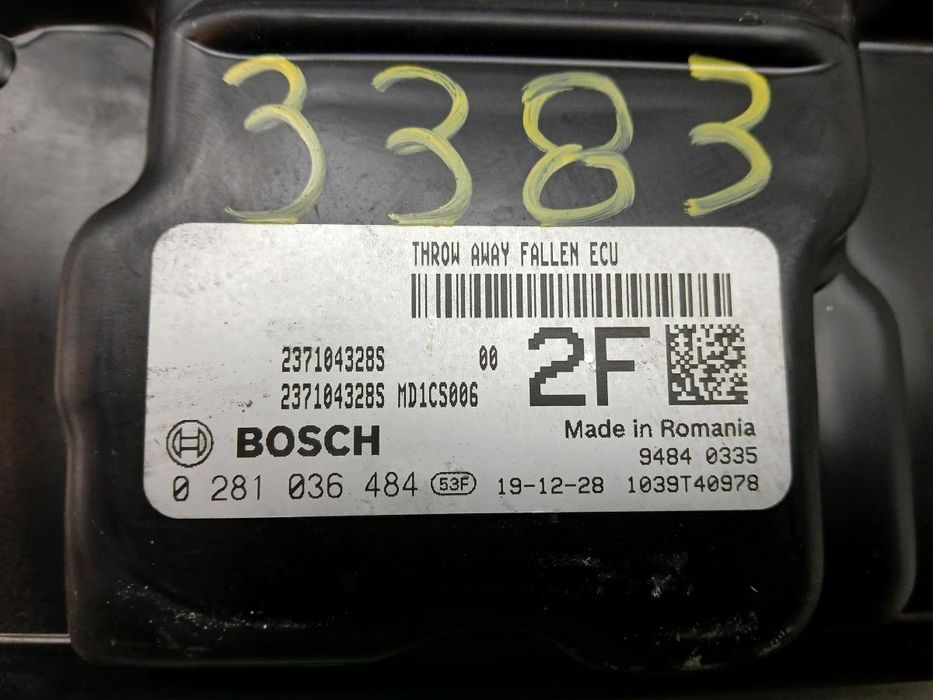 3383
THROW AWAY FALLEN ECU
237104328S 00 2F
237104328S MD1CS006
BOSCH
Made in Romania
9484 0335
0 281 036 484 53F 19-12-28 1039T40978